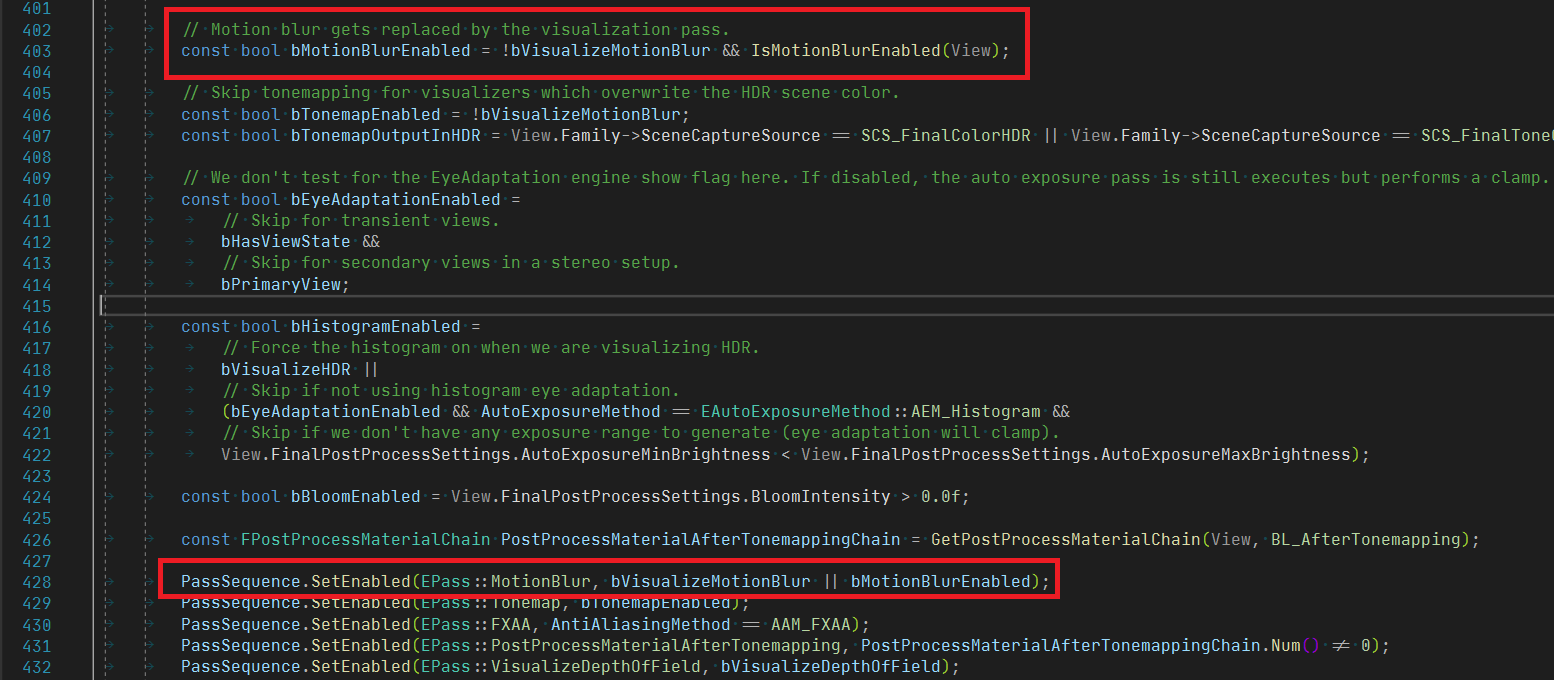 401
402 // Motion blur gets replaced by the visualization pass.
403 const bool bMotionBlurEnabled = !bVisualizeMotionBlur && IsMotionBlurEnabled(View);
404
405 // Skip tonemapping for visualizers which overwrite the HDR scene color.
406 const bool bTonemapEnabled = !bVisualizeMotionBlur;
407 const bool bTonemapOutputInHDR = View.Family->SceneCaptureSource == SCS_FinalColorHDR || View.Family->SceneCaptureSource == SCS_FinalTone
408
409 // We don't test for the EyeAdaptation engine show flag here. If disabled, the auto exposure pass is still executes but performs a clamp.
410 const bool bEyeAdaptationEnabled =
411 // Skip for transient views.
412 bHasViewState &&
413 // Skip for secondary views in a stereo setup.
414 bPrimaryView;
415
416 const bool bHistogramEnabled =
417 // Force the histogram on when we are visualizing HDR.
418 bVisualizeHDR ||
419 // Skip if not using histogram eye adaptation.
420 (bEyeAdaptationEnabled && AutoExposureMethod == EAutoExposureMethod::AEM_Histogram &&
421 // Skip if we don't have any exposure range to generate (eye adaptation will clamp).
422 View.FinalPostProcessSettings.AutoExposureMinBrightness < View.FinalPostProcessSettings.AutoExposureMaxBrightness);
423
424 const bool bBloomEnabled = View.FinalPostProcessSettings.BloomIntensity > 0.0f;
425
426 const FPostProcessMaterialChain PostProcessMaterialAfterTonemappingChain = GetPostProcessMaterialChain(View, BL_AfterTonemapping);
427
428 PassSequence.SetEnabled(EPass::MotionBlur, bVisualizeMotionBlur || bMotionBlurEnabled);
429 PassSequence.SetEnabled(EPass::Tonemap, bTonemapEnabled);
430 PassSequence.SetEnabled(EPass::FXAA, AntiAliasingMethod == AAM_FXAA);
431 PassSequence.SetEnabled(EPass::PostProcessMaterialAfterTonemapping, PostProcessMaterialAfterTonemappingChain.Num() != 0);
432 PassSequence.SetEnabled(EPass::VisualizeDepthOfField, bVisualizeDepthOfField);